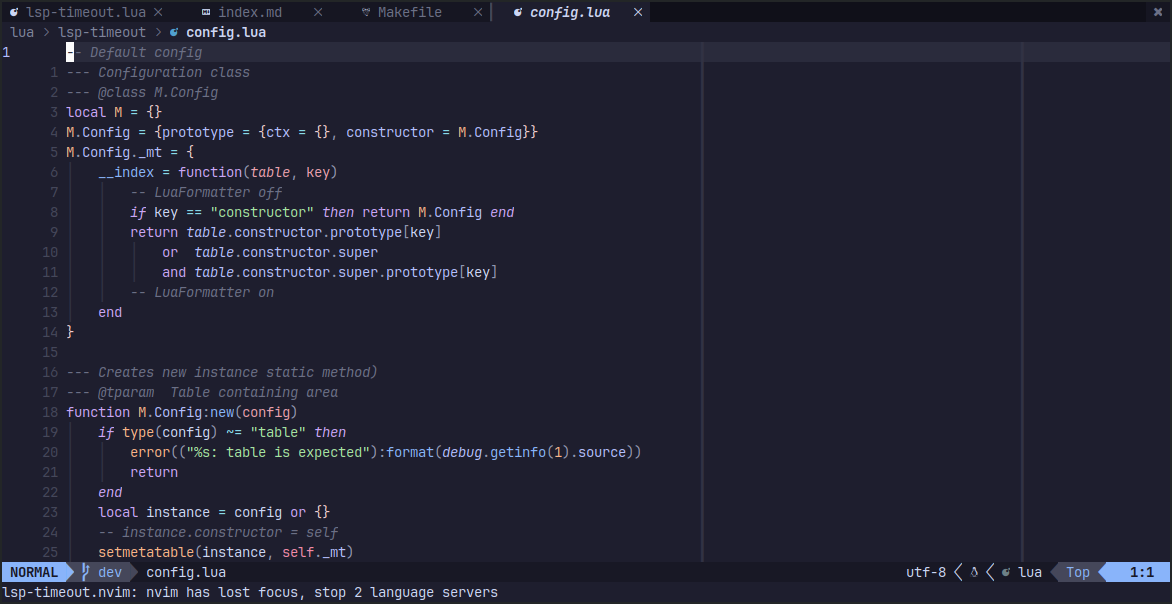 lsp-timeout.lua × index.md × Makefile × config.lua ×
lua > lsp-timeout > config.lua
1 -- Default config
1 --- Configuration class
2 --- @class M.Config
3 local M = {}
4 M.Config = {prototype = {ctx = {}, constructor = M.Config}}
5 M.Config._mt = {
6 __index = function(table, key)
7 -- LuaFormatter off
8 if key == "constructor" then return M.Config end
9 return table.constructor.prototype[key]
10 or  table.constructor.super
11 and table.constructor.super.prototype[key]
12 -- LuaFormatter on
13 end
14 }
15
16 --- Creates new instance static method)
17 --- @tparam  Table containing area
18 function M.Config:new(config)
19 if type(config) ~= "table" then
20 error(("%s: table is expected"):format(debug.getinfo(1).source))
21 return
22 end
23 local instance = config or {}
24 -- instance.constructor = self
25 setmetatable(instance, self._mt)
NORMAL dev config.lua utf-8 lua Top 1:1
lsp-timeout.nvim: nvim has lost focus, stop 2 language servers